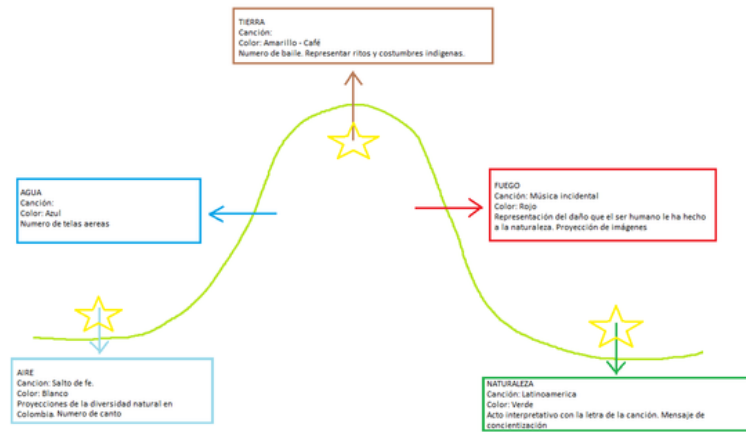 TIERRA
Canción:
Color: Amarillo - Café
Numero de baile. Representar ritos y costumbres indigenas.
AGUA
Canción:
Color: Azul
Numero de telas aereas
FUEGO
Canción: Música incidental
Color: Rojo
Representación del daño que el ser humano le ha hecho
a la naturaleza. Proyección de imágenes
AIRE
Cancion: Salto de fe.
Color: Blanco
Proyecciones de la diversidad natural en
Colombia. Numero de canto
NATURALEZA
Canción: Latinoamerica
Color: Verde
Acto interpretativo con la letra de la canción. Mensaje de
concientización